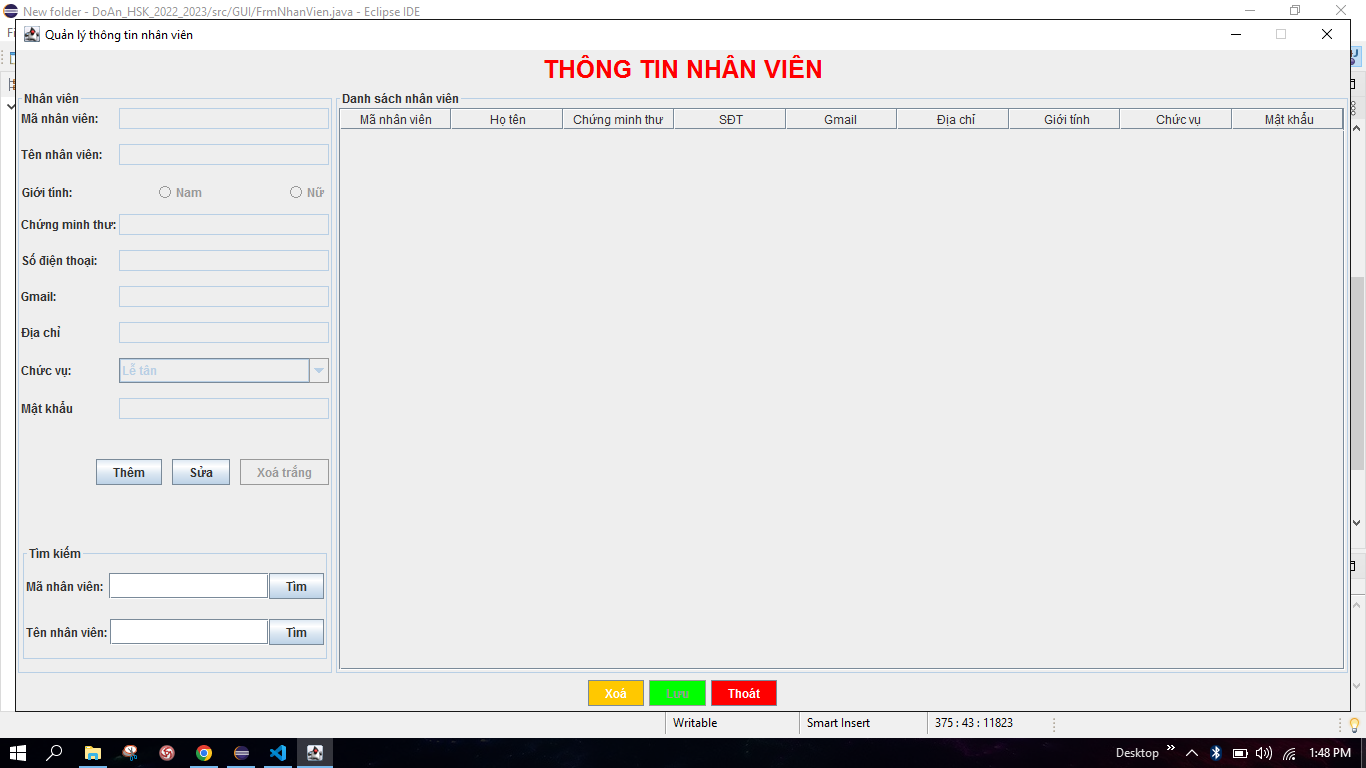 New folder - DoAn_HSK_2022_2023/src/GUI/FrmNhanVien.java - Eclipse IDE
Quản lý thông tin nhân viên
THÔNG TIN NHÂN VIÊN
Nhân viên
Mã nhân viên:
Tên nhân viên:
Giới tính: Nam Nữ
Chứng minh thư:
Số điện thoại:
Gmail:
Địa chỉ
Chức vụ: Lễ tân
Mật khẩu
Thêm Sửa Xoá trắng
Tìm kiếm
Mã nhân viên: Tìm
Tên nhân viên: Tìm
Danh sách nhân viên
Mã nhân viên Họ tên Chứng minh thư SĐT Gmail Địa chỉ Giới tính Chức vụ Mật khẩu
Xoá Lưu Thoát
Writable Smart Insert 375 : 43 : 11823
Desktop 1:48 PM